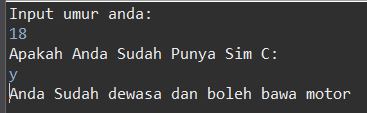 Input umur anda:
18
Apakah Anda Sudah Punya Sim C:
y
Anda Sudah dewasa dan boleh bawa motor